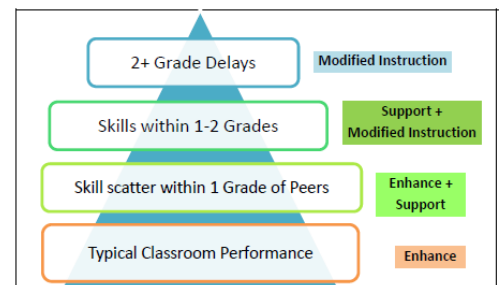 2+ Grade Delays
Modified Instruction
Skills within 1-2 Grades
Support +
Modified Instruction
Skill scatter within 1 Grade of Peers
Enhance +
Support
Typical Classroom Performance
Enhance